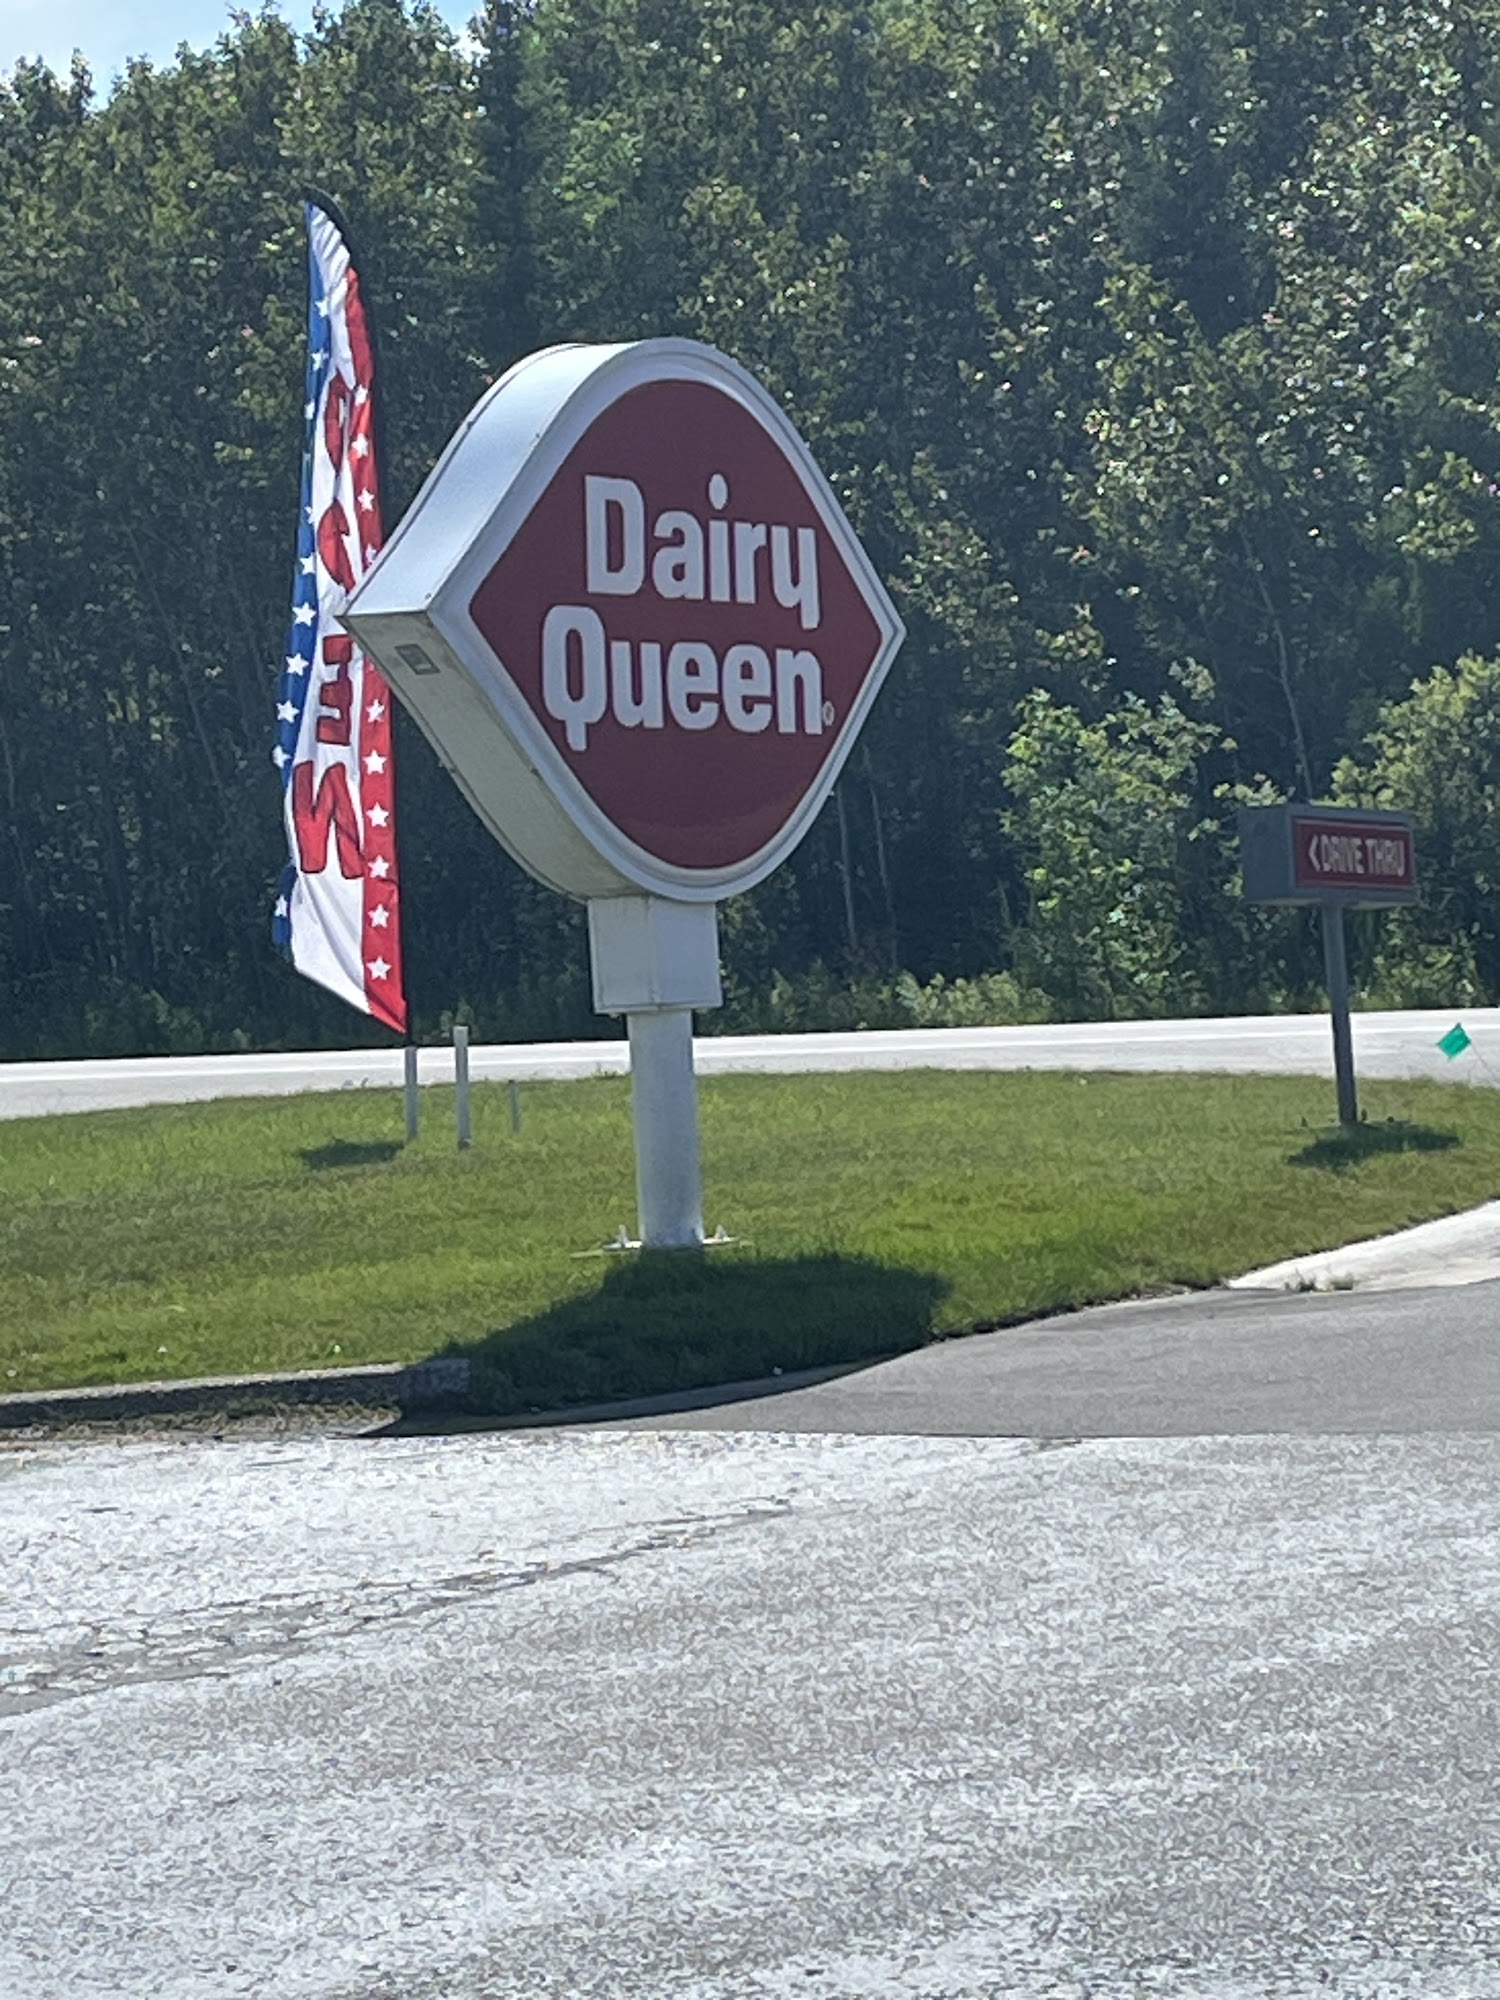 Dairy
Queen®
<DRIVE THRU